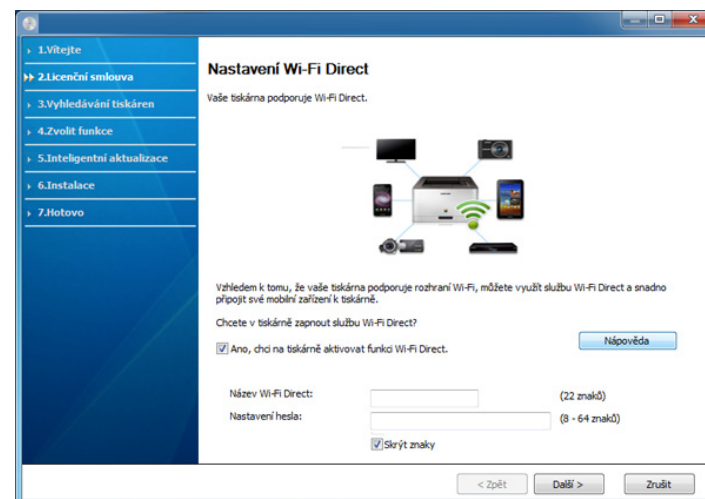 1.Vítejte
2.Licenční smlouva
3.Vyhledávání tiskáren
4.Zvolit funkce
5.Inteligentní aktualizace
6.Instalace
7.Hotovo
Nastavení Wi-Fi Direct
Vaše tiskárna podporuje Wi-Fi Direct.
Vzhledem k tomu, že vaše tiskárna podporuje rozhraní Wi-Fi, můžete využít službu Wi-Fi Direct a snadno
připojit své mobilní zařízení k tiskárně.
Chcete v tiskárně zapnout službu Wi-Fi Direct?
Ano, chci na tiskárně aktivovat funkci Wi-Fi Direct.
Nápověda
Název Wi-Fi Direct: (22 znaků)
Nastavení hesla: (8 - 64 znaků)
Skrýt znaky
< Zpět Další > Zrušit